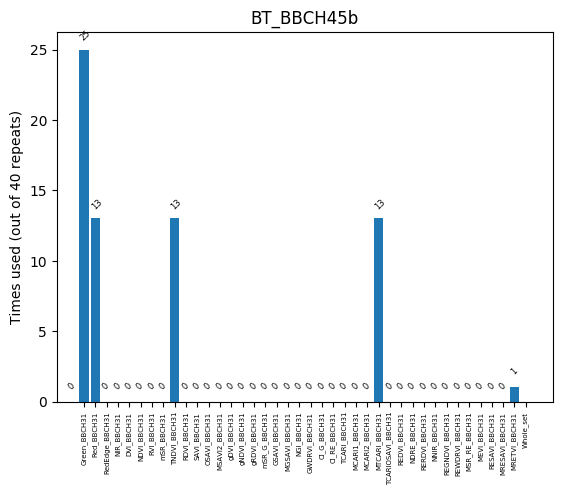 BT_BBCH45b
Times used (out of 40 repeats)
25
20
15
10
5
0
0 25 13 0 0 0 0 0 0 13 0 0 0 0 0 0 0 0 0 0 0 0 0 0 0 0 0 13 0 0 0 0 0 0 0 0 0 0 0 1
Green_BBCH31
Red_BBCH31
RedEdge_BBCH31
NIR_BBCH31
DVI_BBCH31
NDVI_BBCH31
RVI_BBCH31
mSR_BBCH31
TNDVI_BBCH31
RDVI_BBCH31
SAVI_BBCH31
OSAVI_BBCH31
MSAVI2_BBCH31
gDVI_BBCH31
gNDVI_BBCH31
gRDVI_BBCH31
mSR_G_BBCH31
GSAVI_BBCH31
MGSAVI_BBCH31
NGI_BBCH31
GWDRVI_BBCH31
CI_G_BBCH31
CI_RE_BBCH31
TCARI_BBCH31
MCARI1_BBCH31
MCARI2_BBCH31
MTCARI_BBCH31
TCARIOSAVI_BBCH31
REDVI_BBCH31
NDRE_BBCH31
RERDVI_BBCH31
NNIR_BBCH31
REGNDVI_BBCH31
REWDRVI_BBCH31
MSR_RE_BBCH31
MEVI_BBCH31
RESAVI_BBCH31
MRESAVI_BBCH31
MRETVI_BBCH31
Whole_set